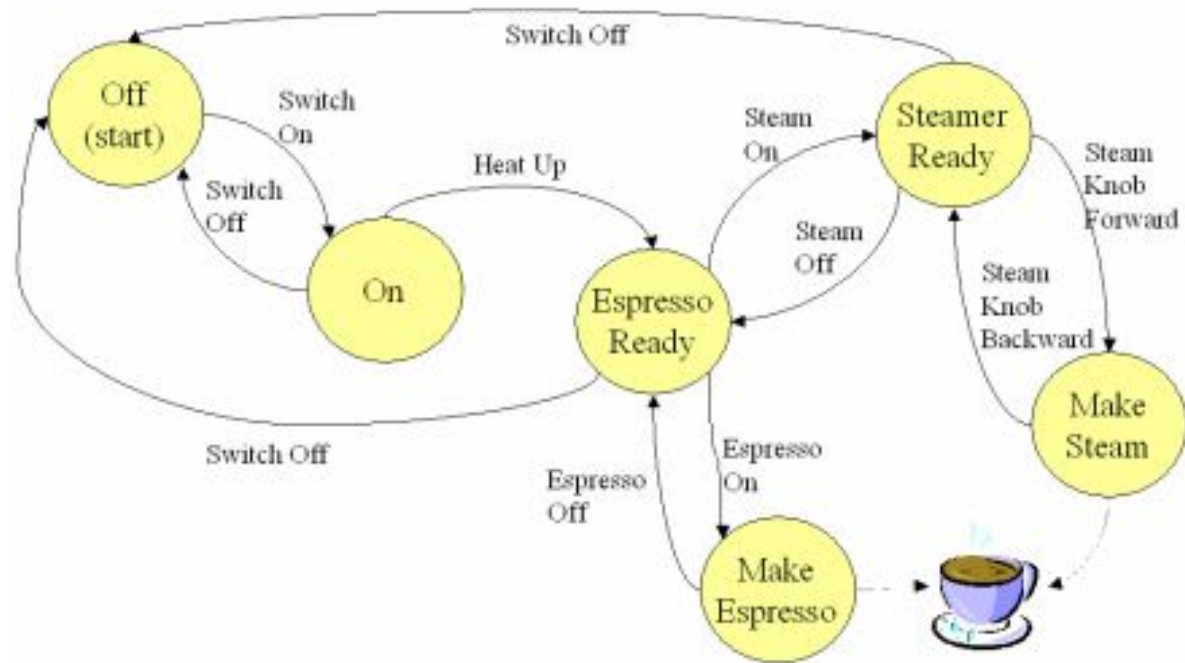 Switch Off
Off
(start)
Switch
On
Steam
On
Steamer
Ready
Heat Up
Switch
Off
Steam
Knob
Forward
Steam
Off
On
Espresso
Ready
Steam
Knob
Backward
Make
Steam
Switch Off
Espresso
On
Espresso
Off
Make
Espresso